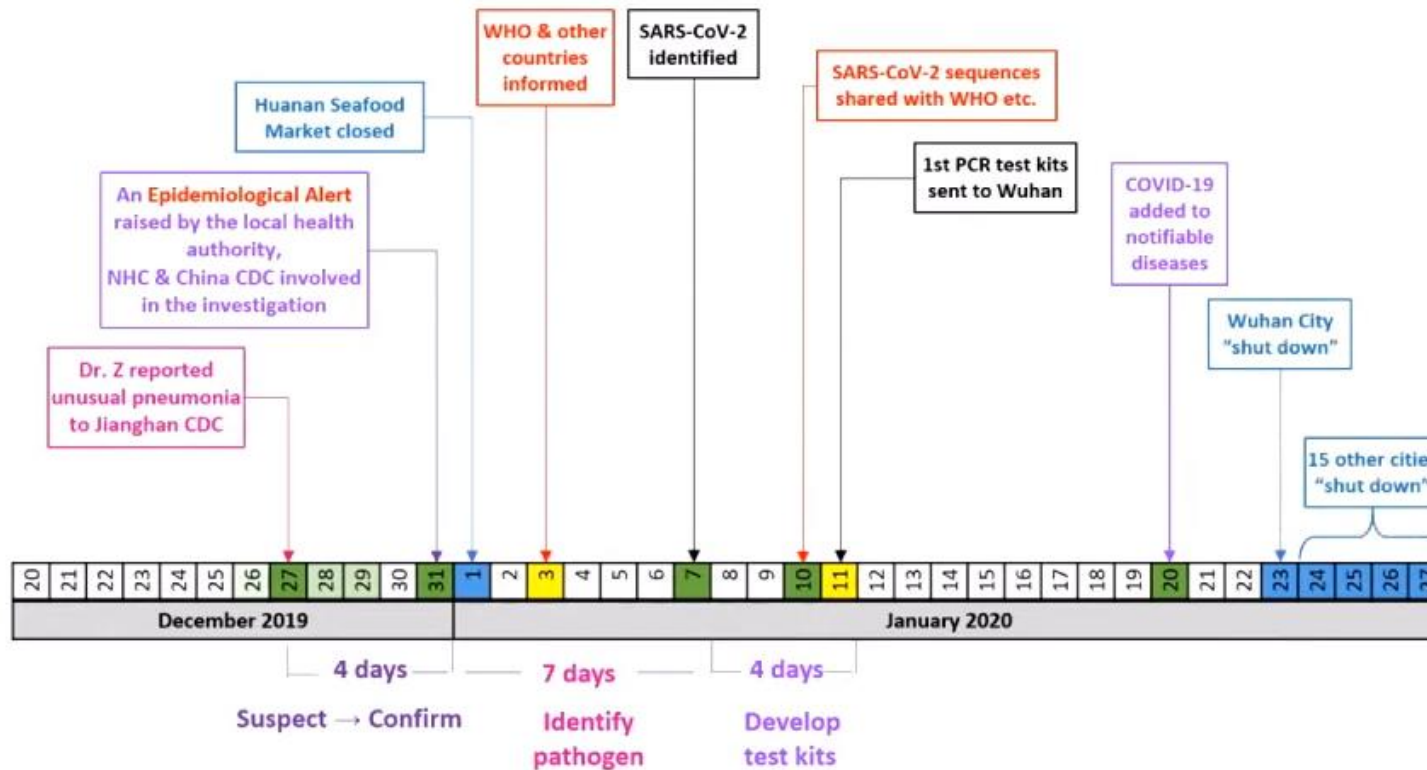 WHO & other
countries
informed
SARS-CoV-2
identified
SARS-CoV-2 sequences
shared with WHO etc.
Huanan Seafood
Market closed
1st PCR test kits
sent to Wuhan
COVID-19
added to
notifiable
diseases
An Epidemiological Alert
raised by the local health
authority,
NHC & China CDC involved
in the investigation
Wuhan City
"shut down"
Dr. Z reported
unusual pneumonia
to Jianghan CDC
15 other citie
"shut down"
20 21 22 23 24 25 26 27 28 29 30 31 1 2 3 4 5 6 7 8 9 10 11 12 13 14 15 16 17 18 19 20 21 22 23 24 25 26 27
December 2019 January 2020
4 days 7 days 4 days
Suspect → Confirm
Identify
pathogen
Develop
test kits